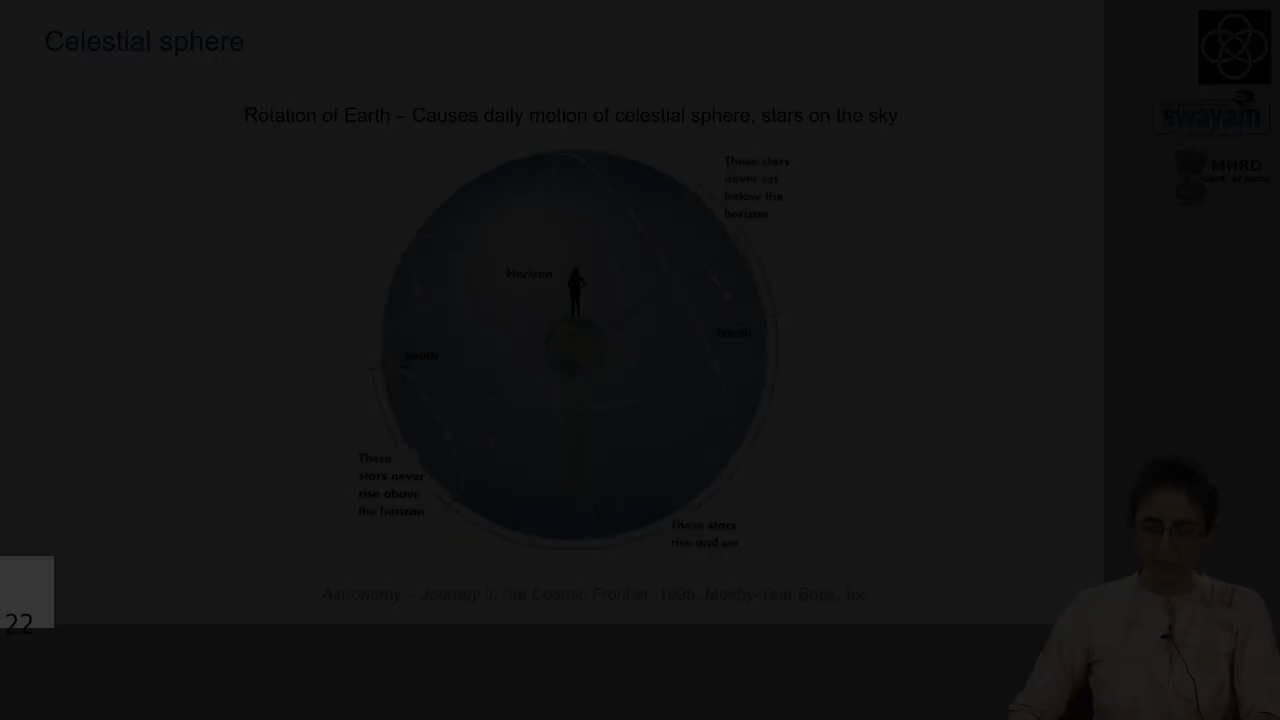 Celestial sphere
Rotation of Earth – Causes daily motion of celestial sphere, stars on the sky
These stars
never set
below the
horizon
Horizon
North
South
These
stars never
rise above
the horizon
These stars
rise and set
Astronomy – Journey to the Cosmic Frontier, Mosby-Year Book, Inc.
22
swayam
MHRD